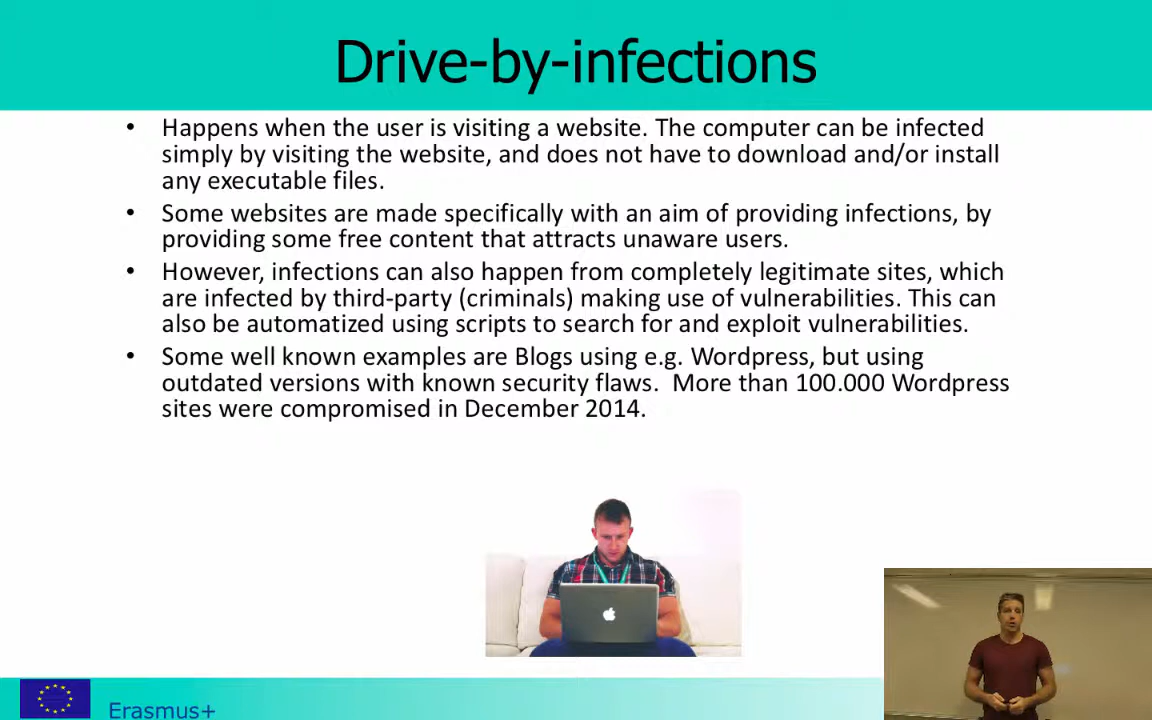 Drive-by-infections
• Happens when the user is visiting a website. The computer can be infected
simply by visiting the website, and does not have to download and/or install
any executable files.
• Some websites are made specifically with an aim of providing infections, by
providing some free content that attracts unaware users.
• However, infections can also happen from completely legitimate sites, which
are infected by third-party (criminals) making use of vulnerabilities. This can
also be automatized using scripts to search for and exploit vulnerabilities.
• Some well known examples are Blogs using e.g. Wordpress, but using
outdated versions with known security flaws.  More than 100.000 Wordpress
sites were compromised in December 2014.
Erasmus+